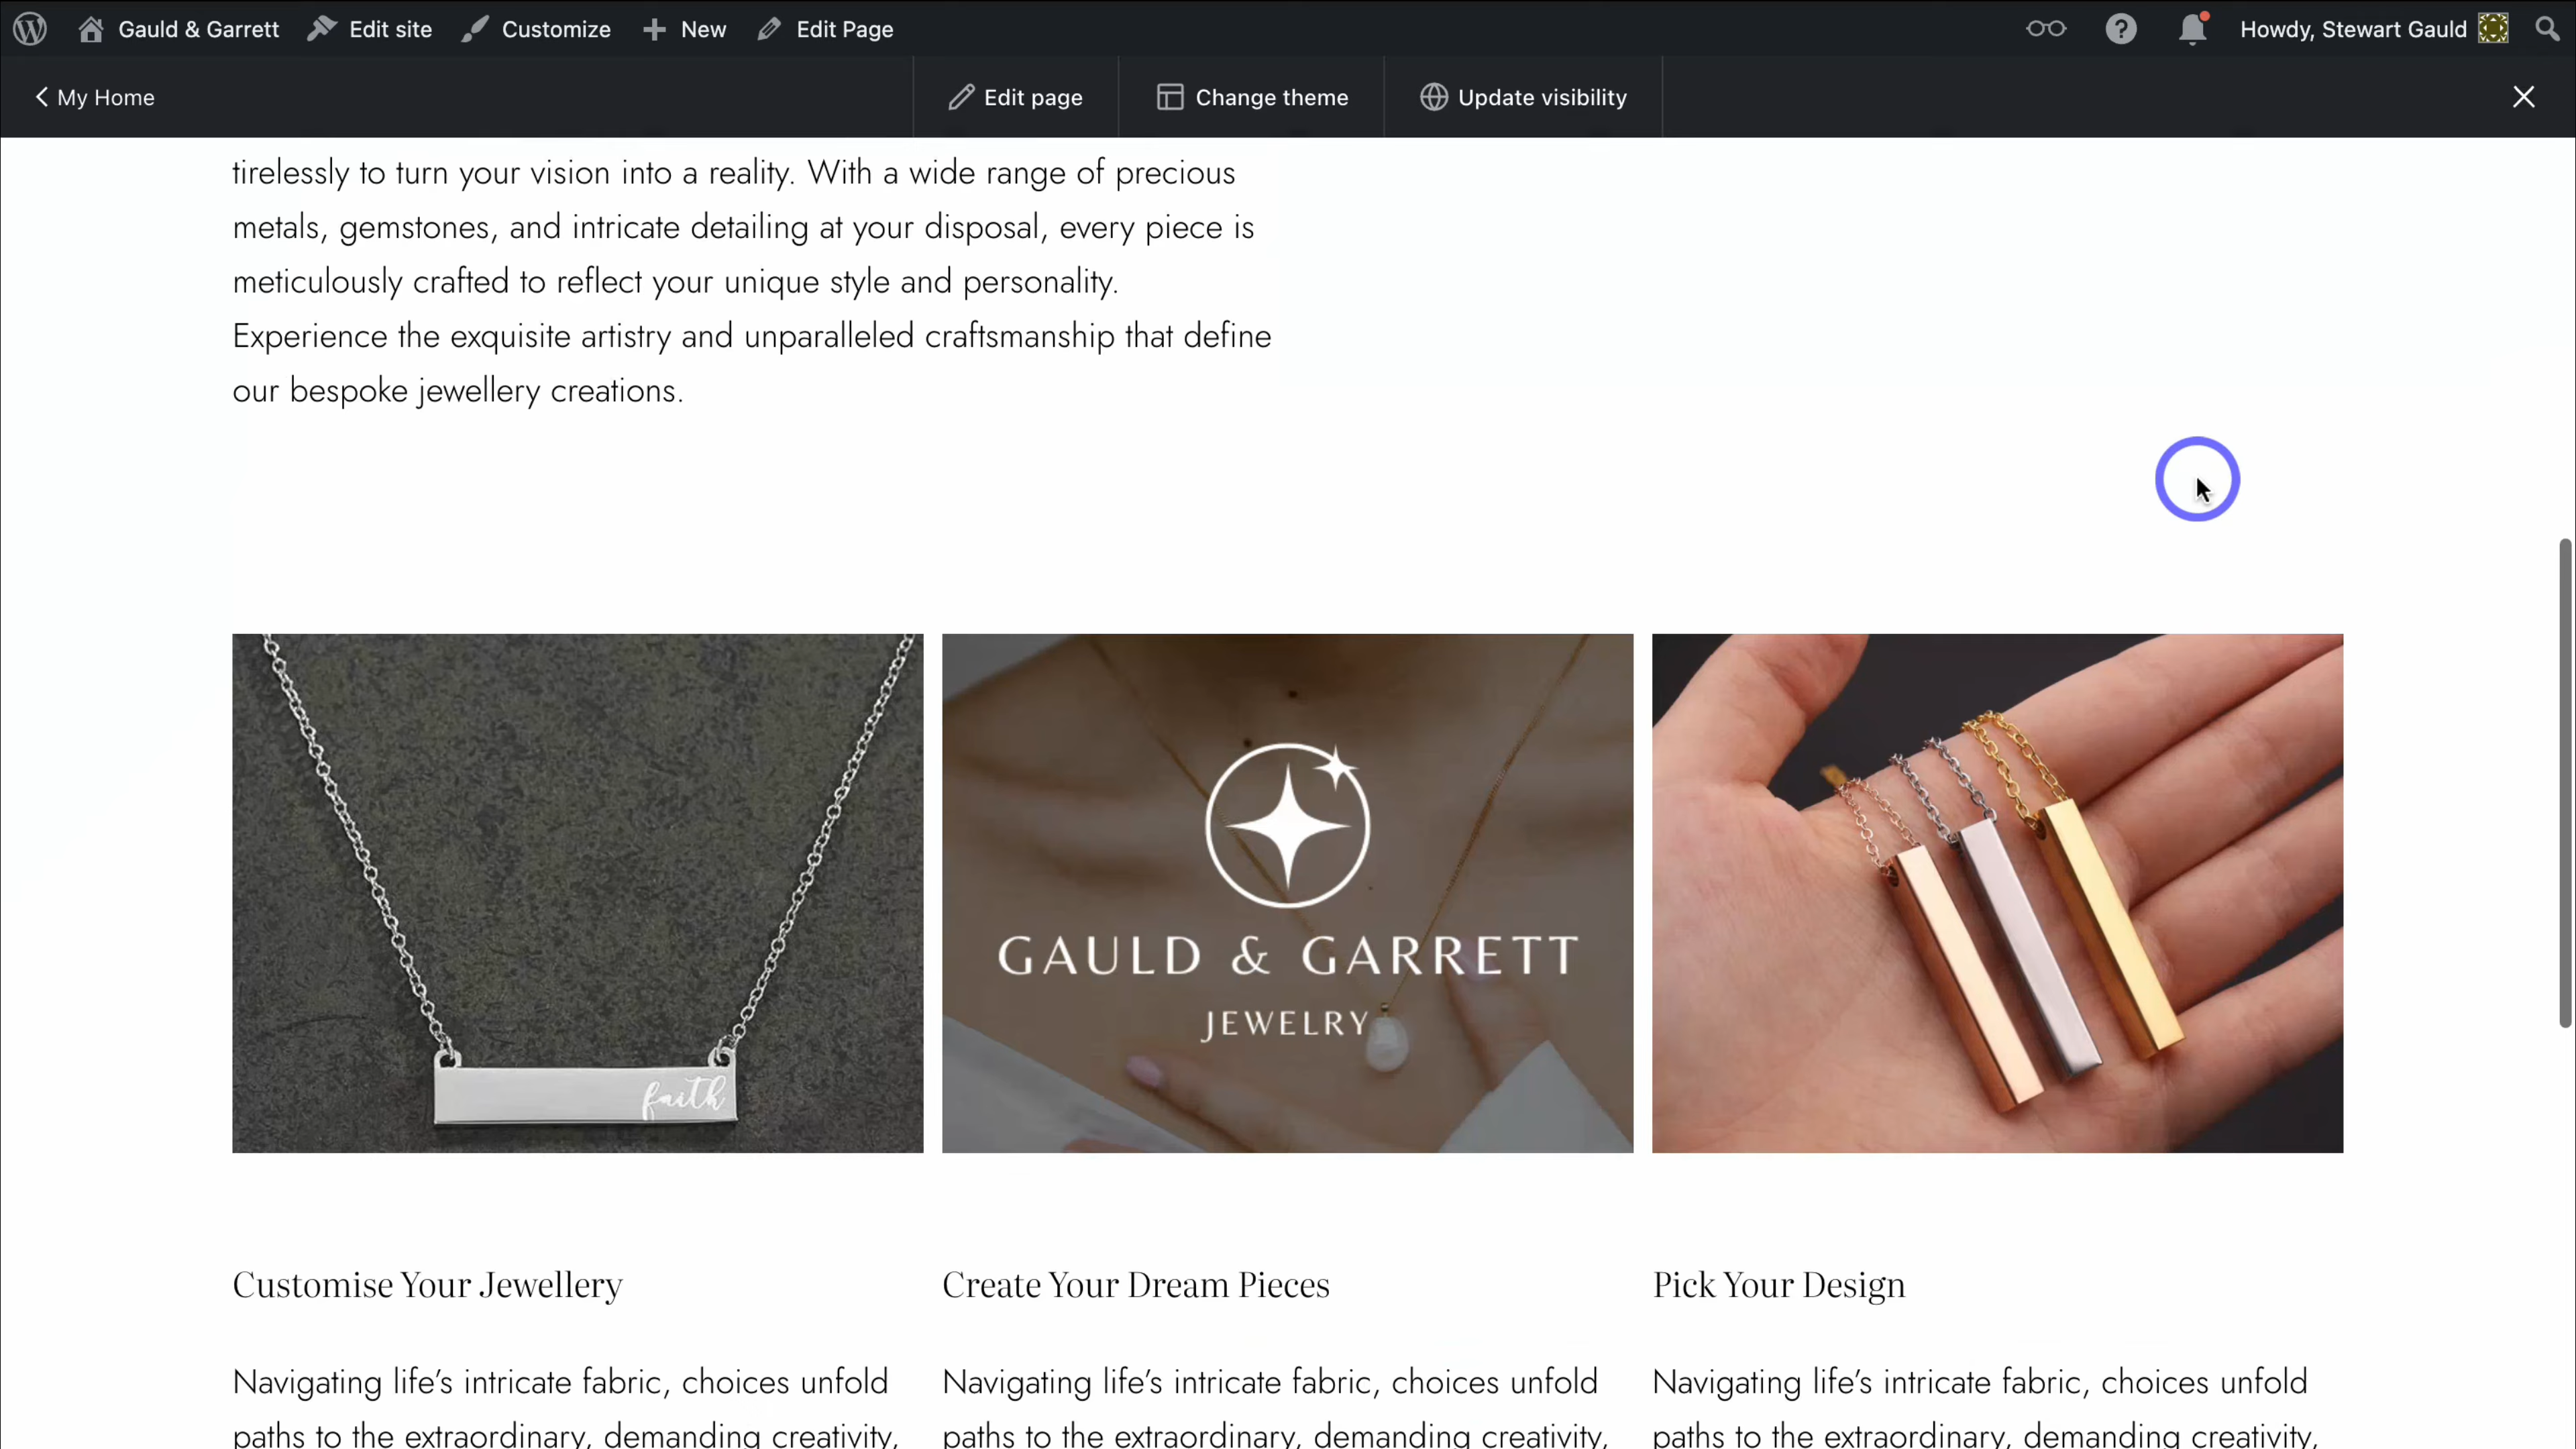 Gauld & Garrett Edit site Customize New Edit Page Howdy, Stewart Gauld
My Home Edit page Change theme Update visibility
tirelessly to turn your vision into a reality. With a wide range of precious
metals, gemstones, and intricate detailing at your disposal, every piece is
meticulously crafted to reflect your unique style and personality.
Experience the exquisite artistry and unparalleled craftsmanship that define
our bespoke jewellery creations.
faith
GAULD & GARRETT
JEWELRY
Customise Your Jewellery
Navigating life’s intricate fabric, choices unfold
paths to the extraordinary, demanding creativity,
Create Your Dream Pieces
Navigating life’s intricate fabric, choices unfold
paths to the extraordinary, demanding creativity,
Pick Your Design
Navigating life’s intricate fabric, choices unfold
paths to the extraordinary, demanding creativity,